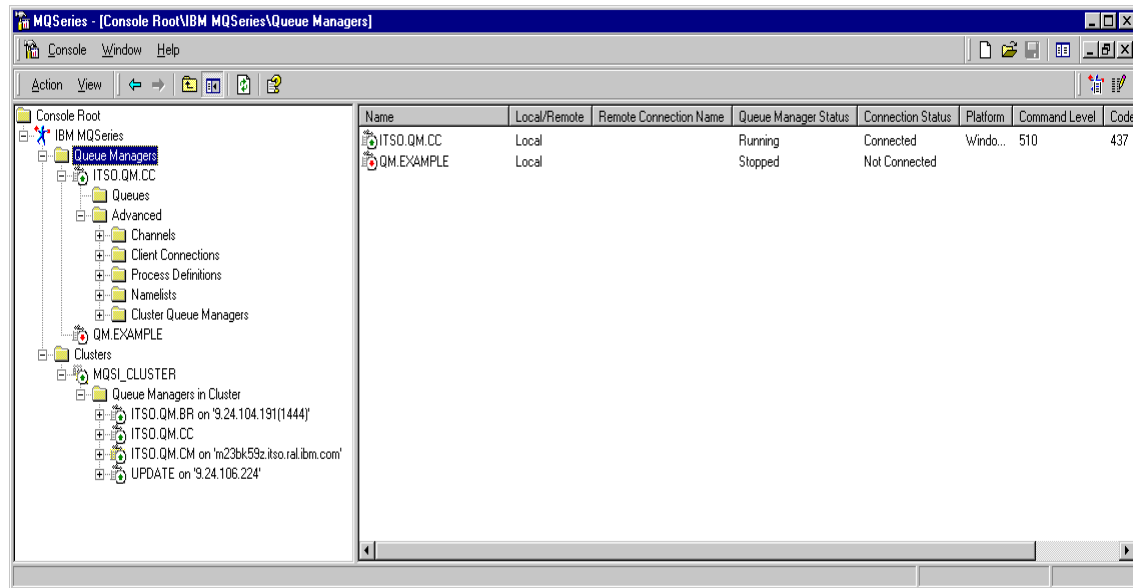 MQSeries - [Console Root\IBM MQSeries\Queue Managers]
Console Window Help
Action View
Console Root
IBM MQSeries
Queue Managers
ITSO.QM.CC
Queues
Advanced
Channels
Client Connections
Process Definitions
Namelists
Cluster Queue Managers
QM.EXAMPLE
Clusters
MQSI_CLUSTER
Queue Managers in Cluster
ITSO.QM.BR on '9.24.104.191(1444)'
ITSO.QM.CC
ITSO.QM.CM on 'm23bk59z.itso.ral.ibm.com'
UPDATE on '9.24.106.224'
Name Local/Remote Remote Connection Name Queue Manager Status Connection Status Platform Command Level Code
ITSO.QM.CC Local Running Connected Windo... 510 437
QM.EXAMPLE Local Stopped Not Connected